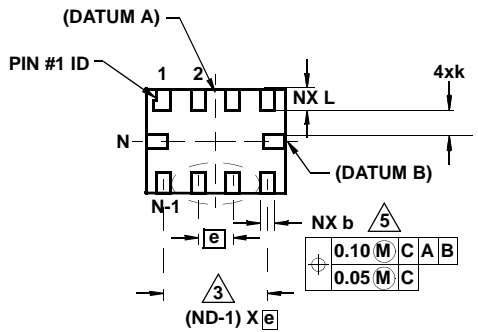 (DATUM A)
PIN #1 ID
1 2
NX L
4xk
N
(DATUM B)
N-1
NX b 5
e
0.10 M C A B
0.05 M C
3
(ND-1) X e